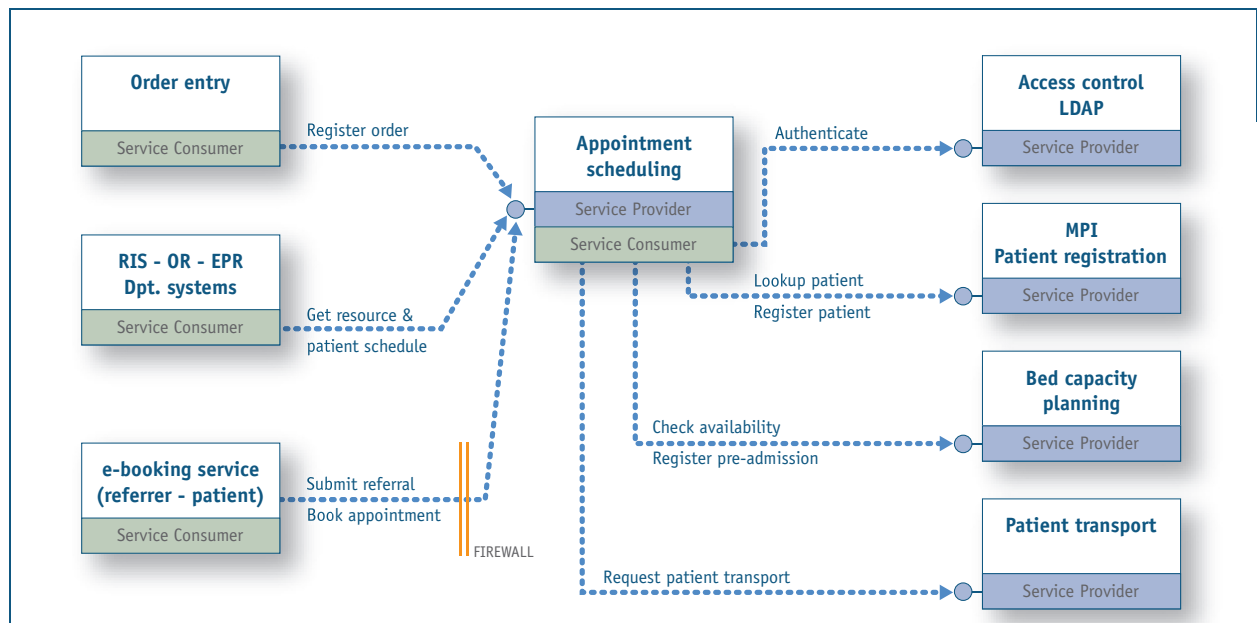 Order entry
Service Consumer
Register order
RIS - OR - EPR
Dpt. systems
Service Consumer
Get resource &
patient schedule
e-booking service
(referrer - patient)
Service Consumer
Submit referral
Book appointment
FIREWALL
Appointment
scheduling
Service Provider
Service Consumer
Authenticate
Access control
LDAP
Service Provider
Lookup patient
Register patient
MPI
Patient registration
Service Provider
Check availability
Register pre-admission
Bed capacity
planning
Service Provider
Request patient transport
Patient transport
Service Provider